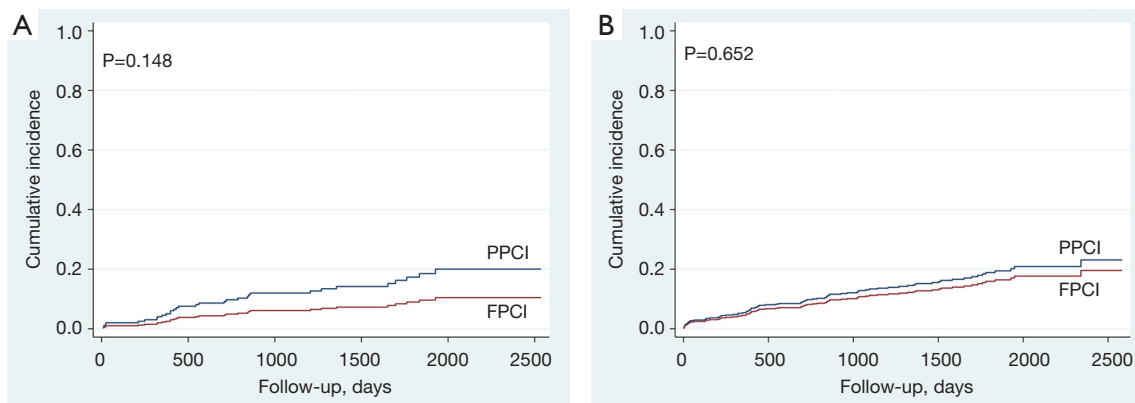 A
1.0
P=0.148
0.8
0.6
0.4
0.2
0.0
Cumulative incidence
PPCI
FPCI
0 500 1000 1500 2000 2500
Follow-up, days
B
1.0
P=0.652
0.8
0.6
0.4
0.2
0.0
Cumulative incidence
PPCI
FPCI
0 500 1000 1500 2000 2500
Follow-up, days